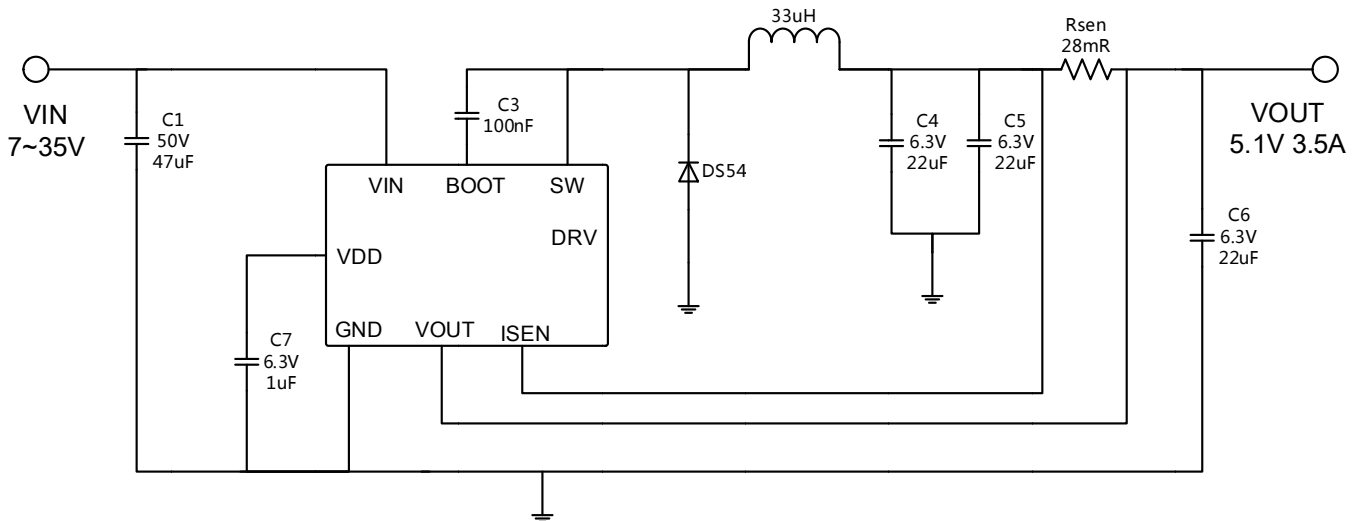 33uH
Rsen
28mR
VIN
7~35V
C1
50V
47uF
C3
100nF
C4
6.3V
22uF
C5
6.3V
22uF
VOUT
5.1V 3.5A
DS54
VIN
BOOT
SW
DRV
VDD
C6
6.3V
22uF
GND
VOUT
ISEN
C7
6.3V
1uF